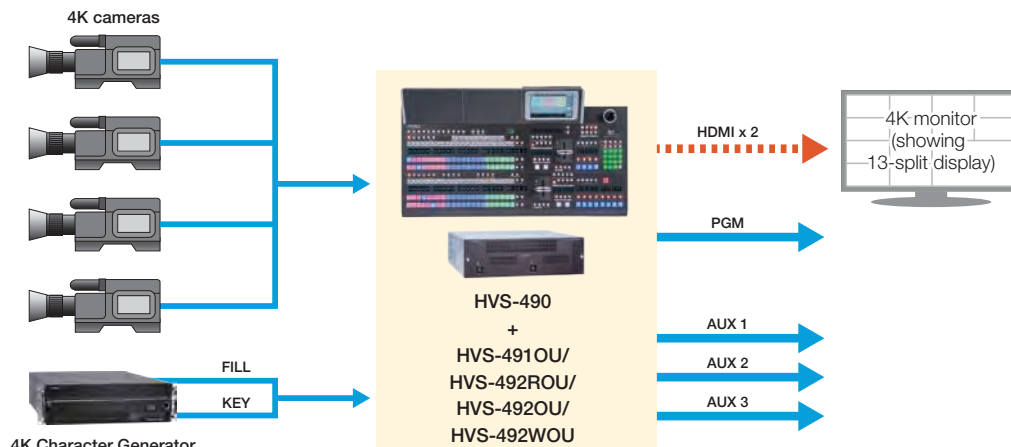 4K cameras
HDMI x 2
4K monitor
(showing
13-split display)
PGM
HVS-490
+
HVS-491OU/
HVS-492ROU/
HVS-492OU/
HVS-492WOU
AUX 1
AUX 2
AUX 3
FILL
KEY
4K Character Generator